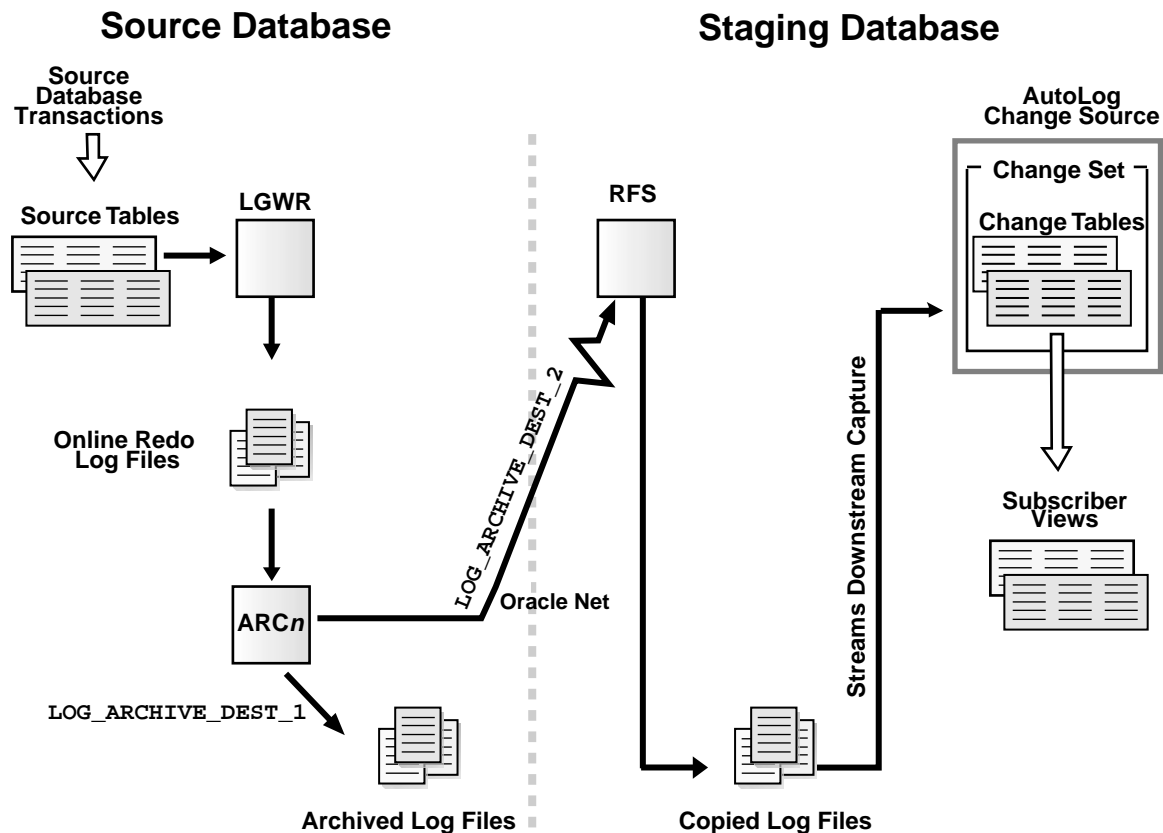 Source Database
Staging Database
Source
Database
Transactions
AutoLog
Change Source
Change Set
LGWR
RFS
Source Tables
Change Tables
LOG_ARCHIVE_DEST_2
Streams Downstream Capture
Online Redo
Log Files
Subscriber
Views
Oracle Net
ARCn
LOG_ARCHIVE_DEST_1
Archived Log Files
Copied Log Files